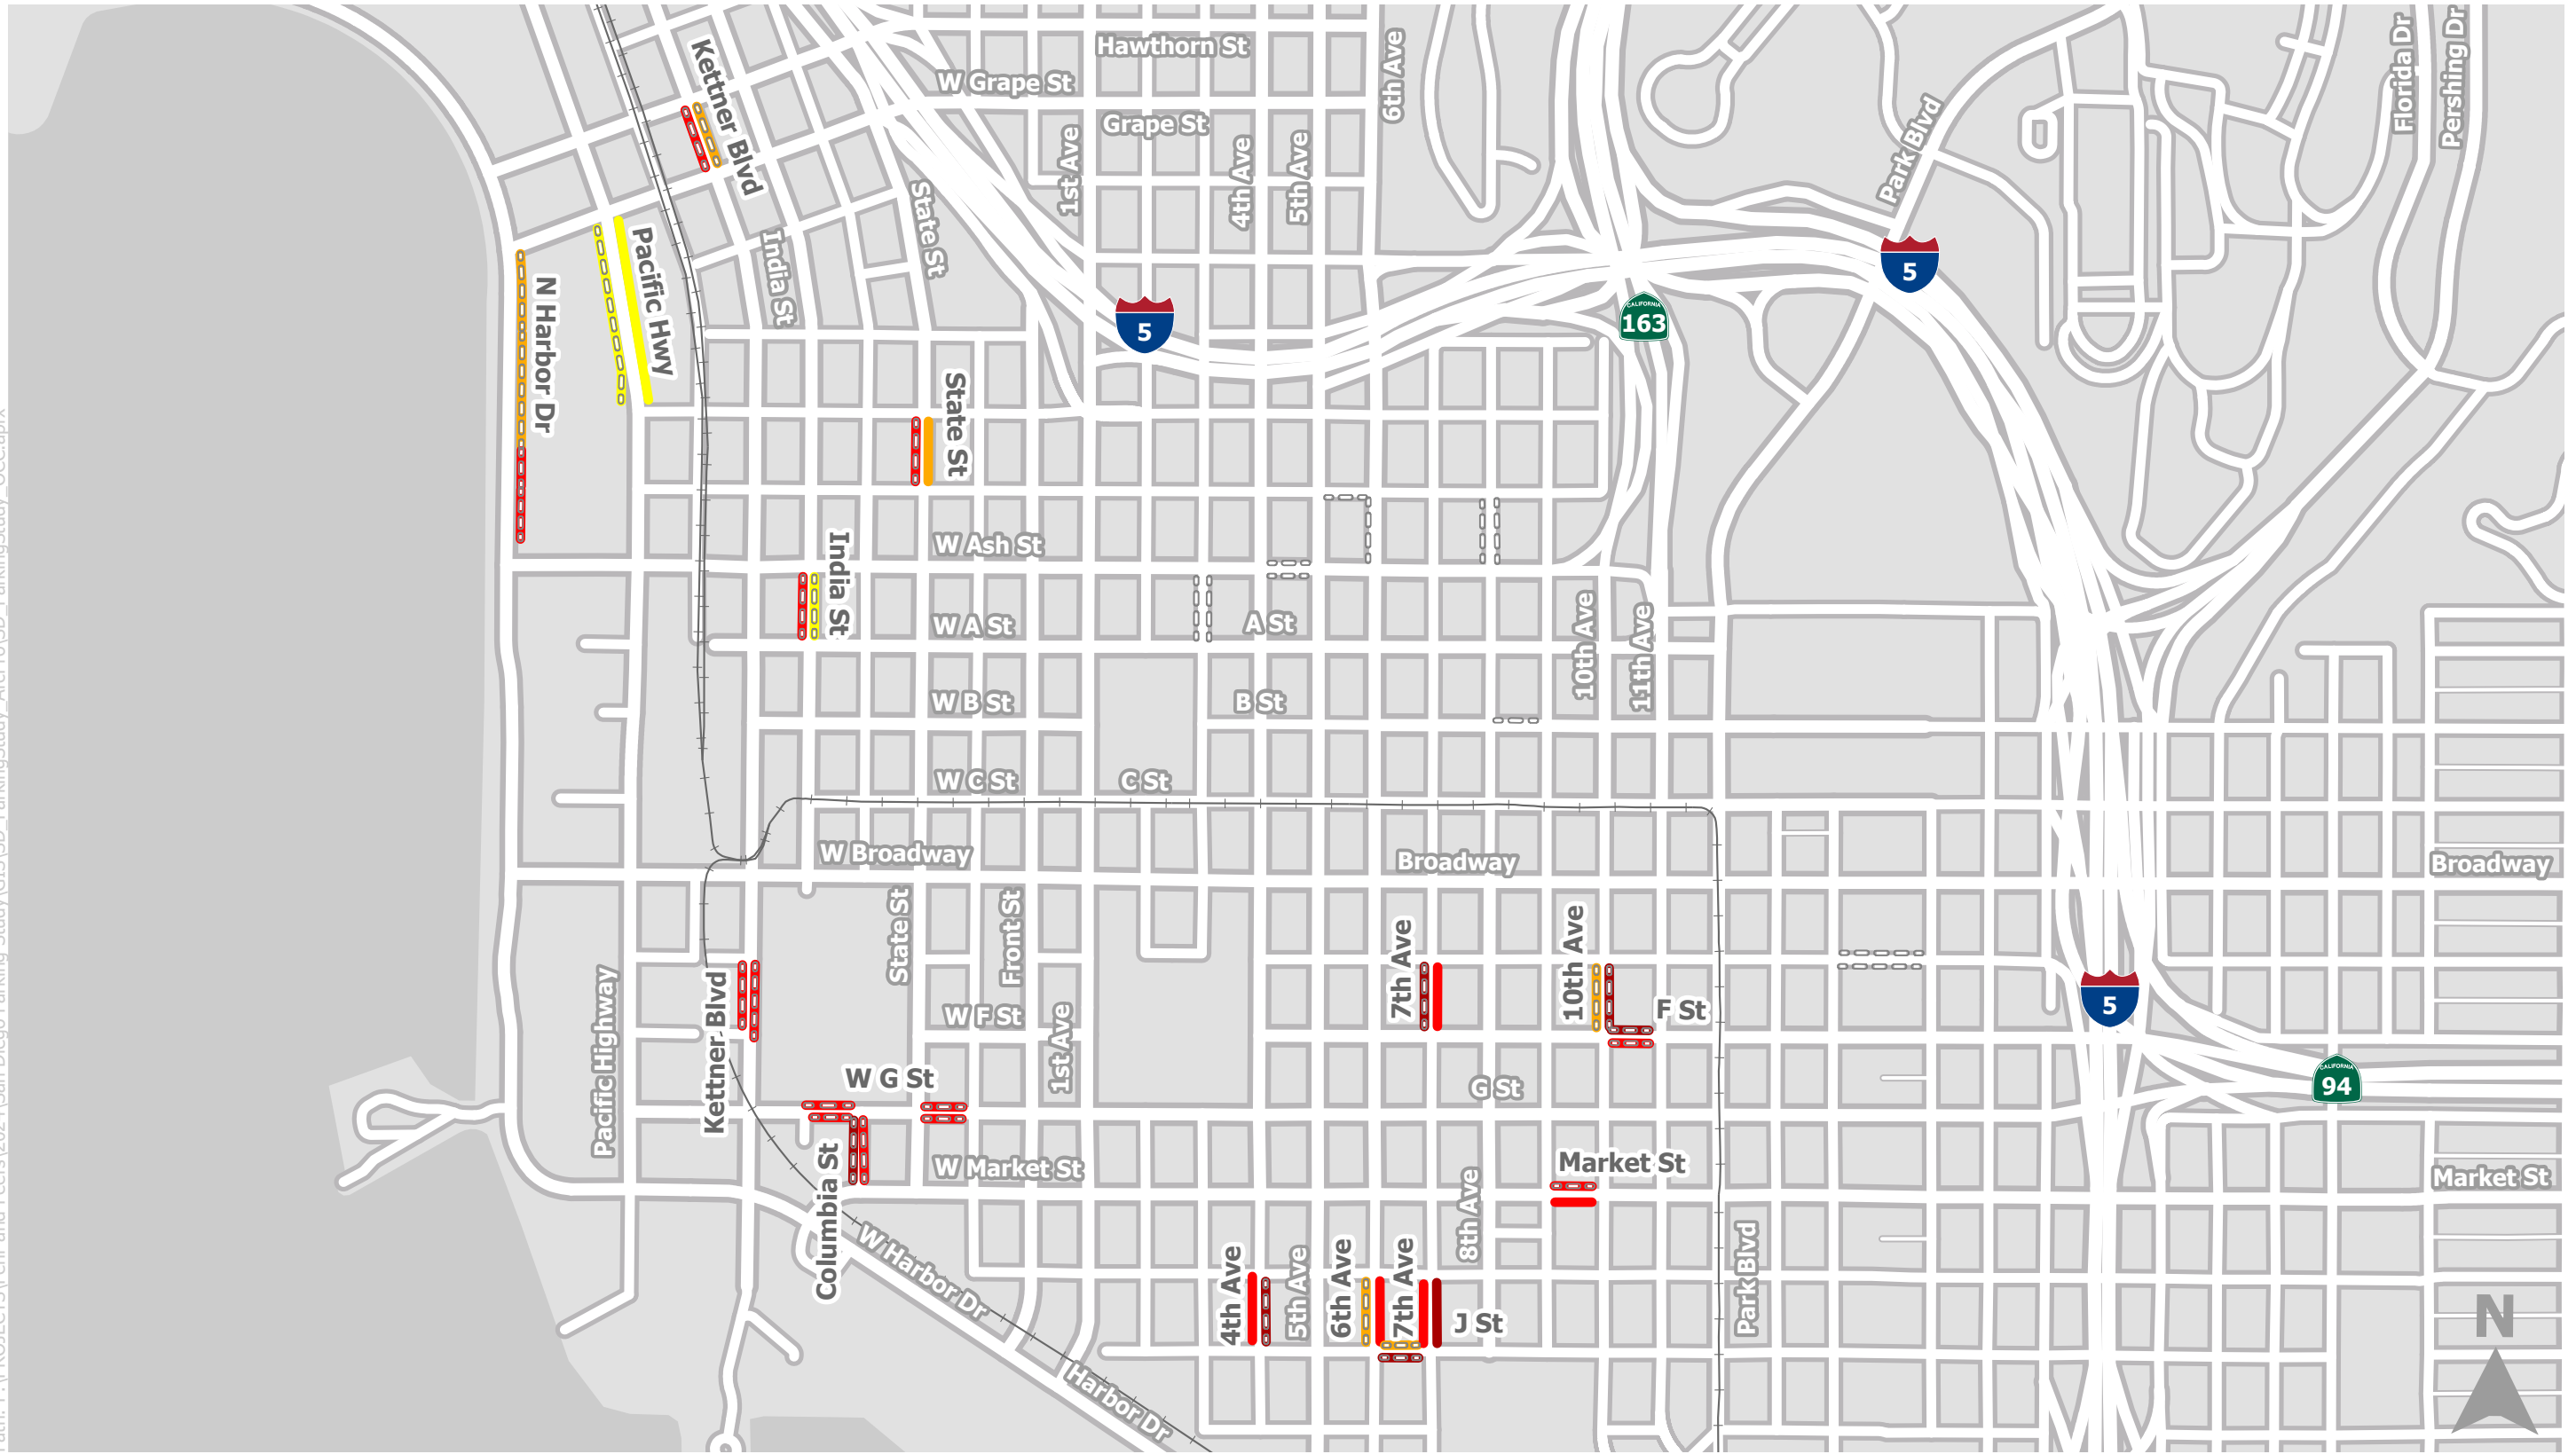 Hawthorn St
W Grape St
Grape St
Kettner Blvd
6th Ave
1st Ave
4th Ave
5th Ave
State St
India St
Park Blvd
Florida Dr
Pershing Dr
Pacific Hwy
N Harbor Dr
5
CALIFORNIA
163
5
State St
India St
W Ash St
W A St
A St
10th Ave
11th Ave
W B St
B St
W C St
C St
W Broadway
Broadway
Broadway
State St
Front St
7th Ave
10th Ave
F St
Pacific Highway
Kettner Blvd
W F St
1st Ave
5
CALIFORNIA
94
W G St
G St
Columbia St
W Market St
Market St
Market St
8th Ave
W Harbor Dr
4th Ave
5th Ave
6th Ave
7th Ave
J St
Park Blvd
Harbor Dr
N